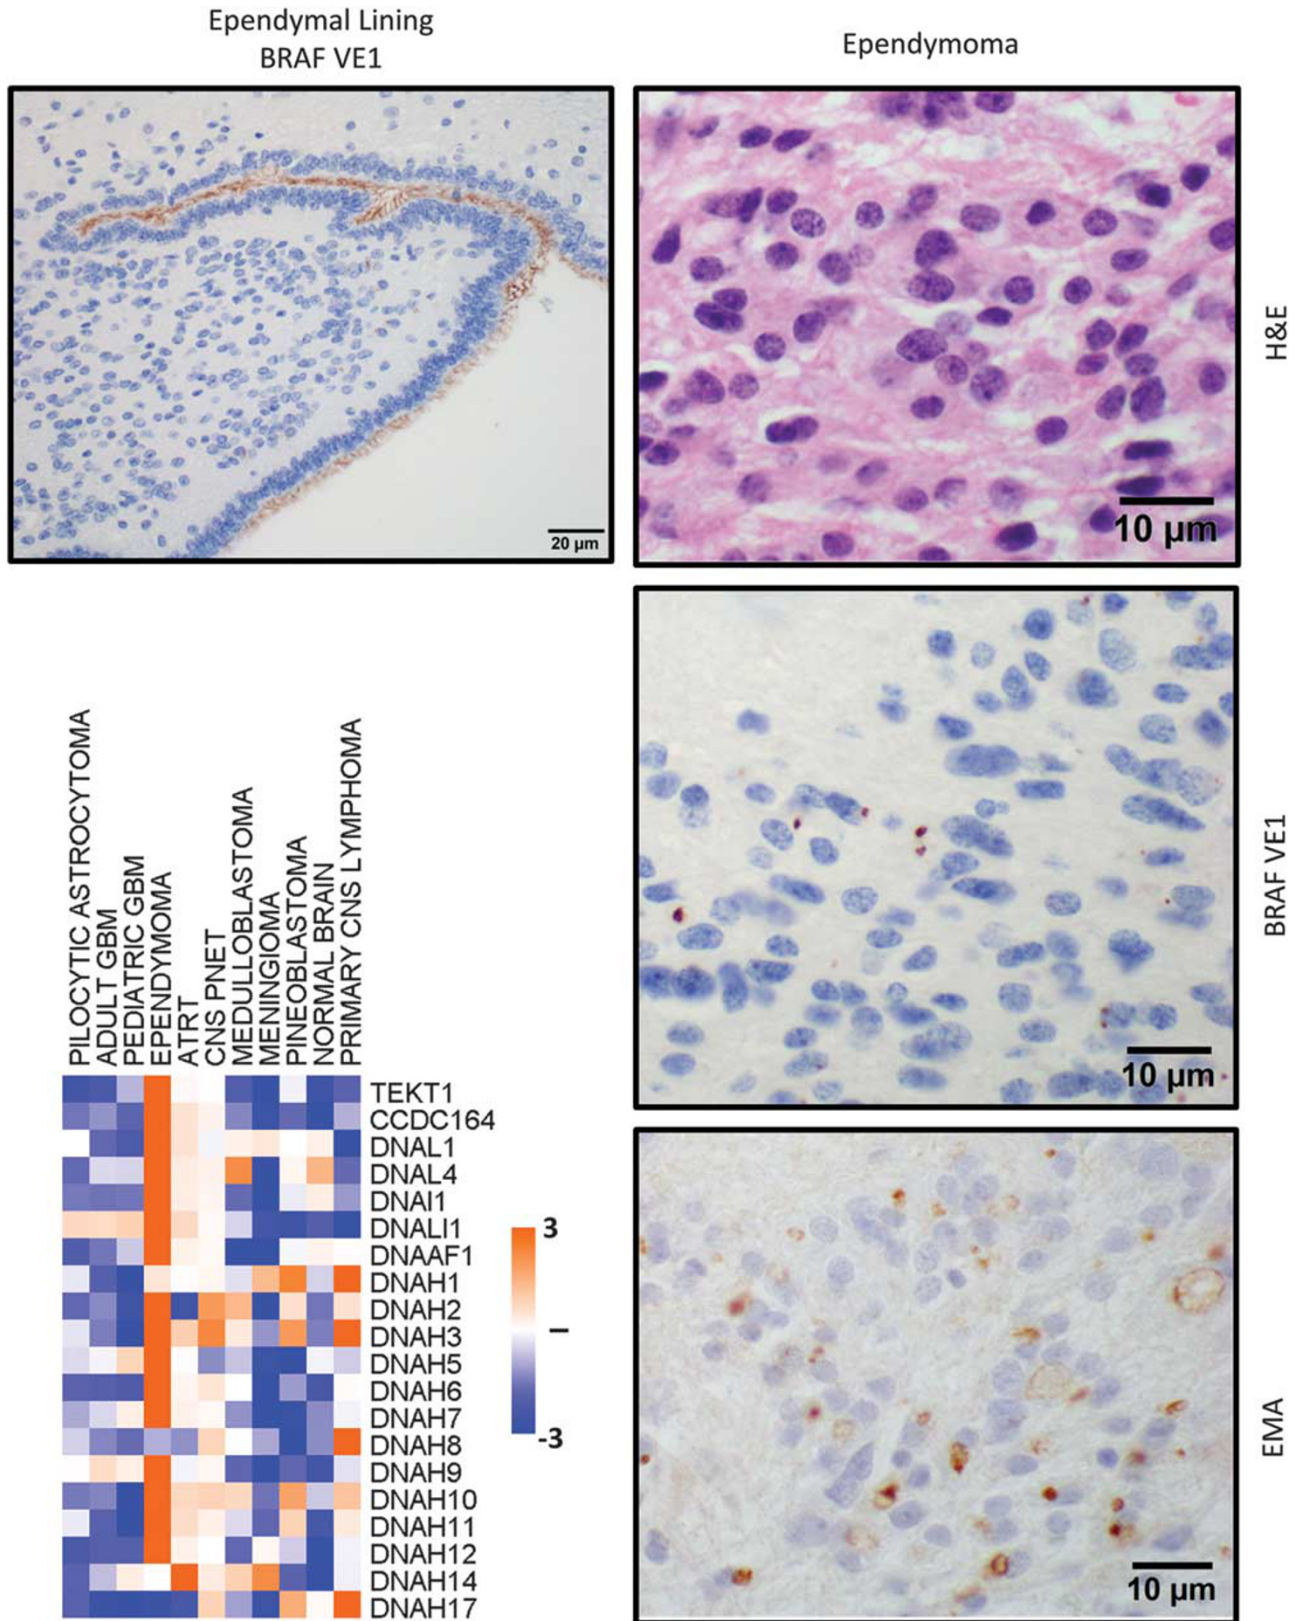 Ependymal Lining
BRAF VE1
Ependymoma
20 µm
10 µm
H&E
10 µm
BRAF VE1
10 µm
EMA
PILOCYTIC ASTROCYTOMA
ADULT GBM
PEDIATRIC GBM
EPENDYMOMA
ATRT
CNS PNET
MEDULLOBLASTOMA
MENINGIOMA
PINEOBLASTOMA
NORMAL BRAIN
PRIMARY CNS LYMPHOMA
TEKT1
CCDC164
DNAL1
DNAL4
DNAI1
DNALI1
DNAAF1
DNAH1
DNAH2
DNAH3
DNAH5
DNAH6
DNAH7
DNAH8
DNAH9
DNAH10
DNAH11
DNAH12
DNAH14
DNAH17
3
–
-3